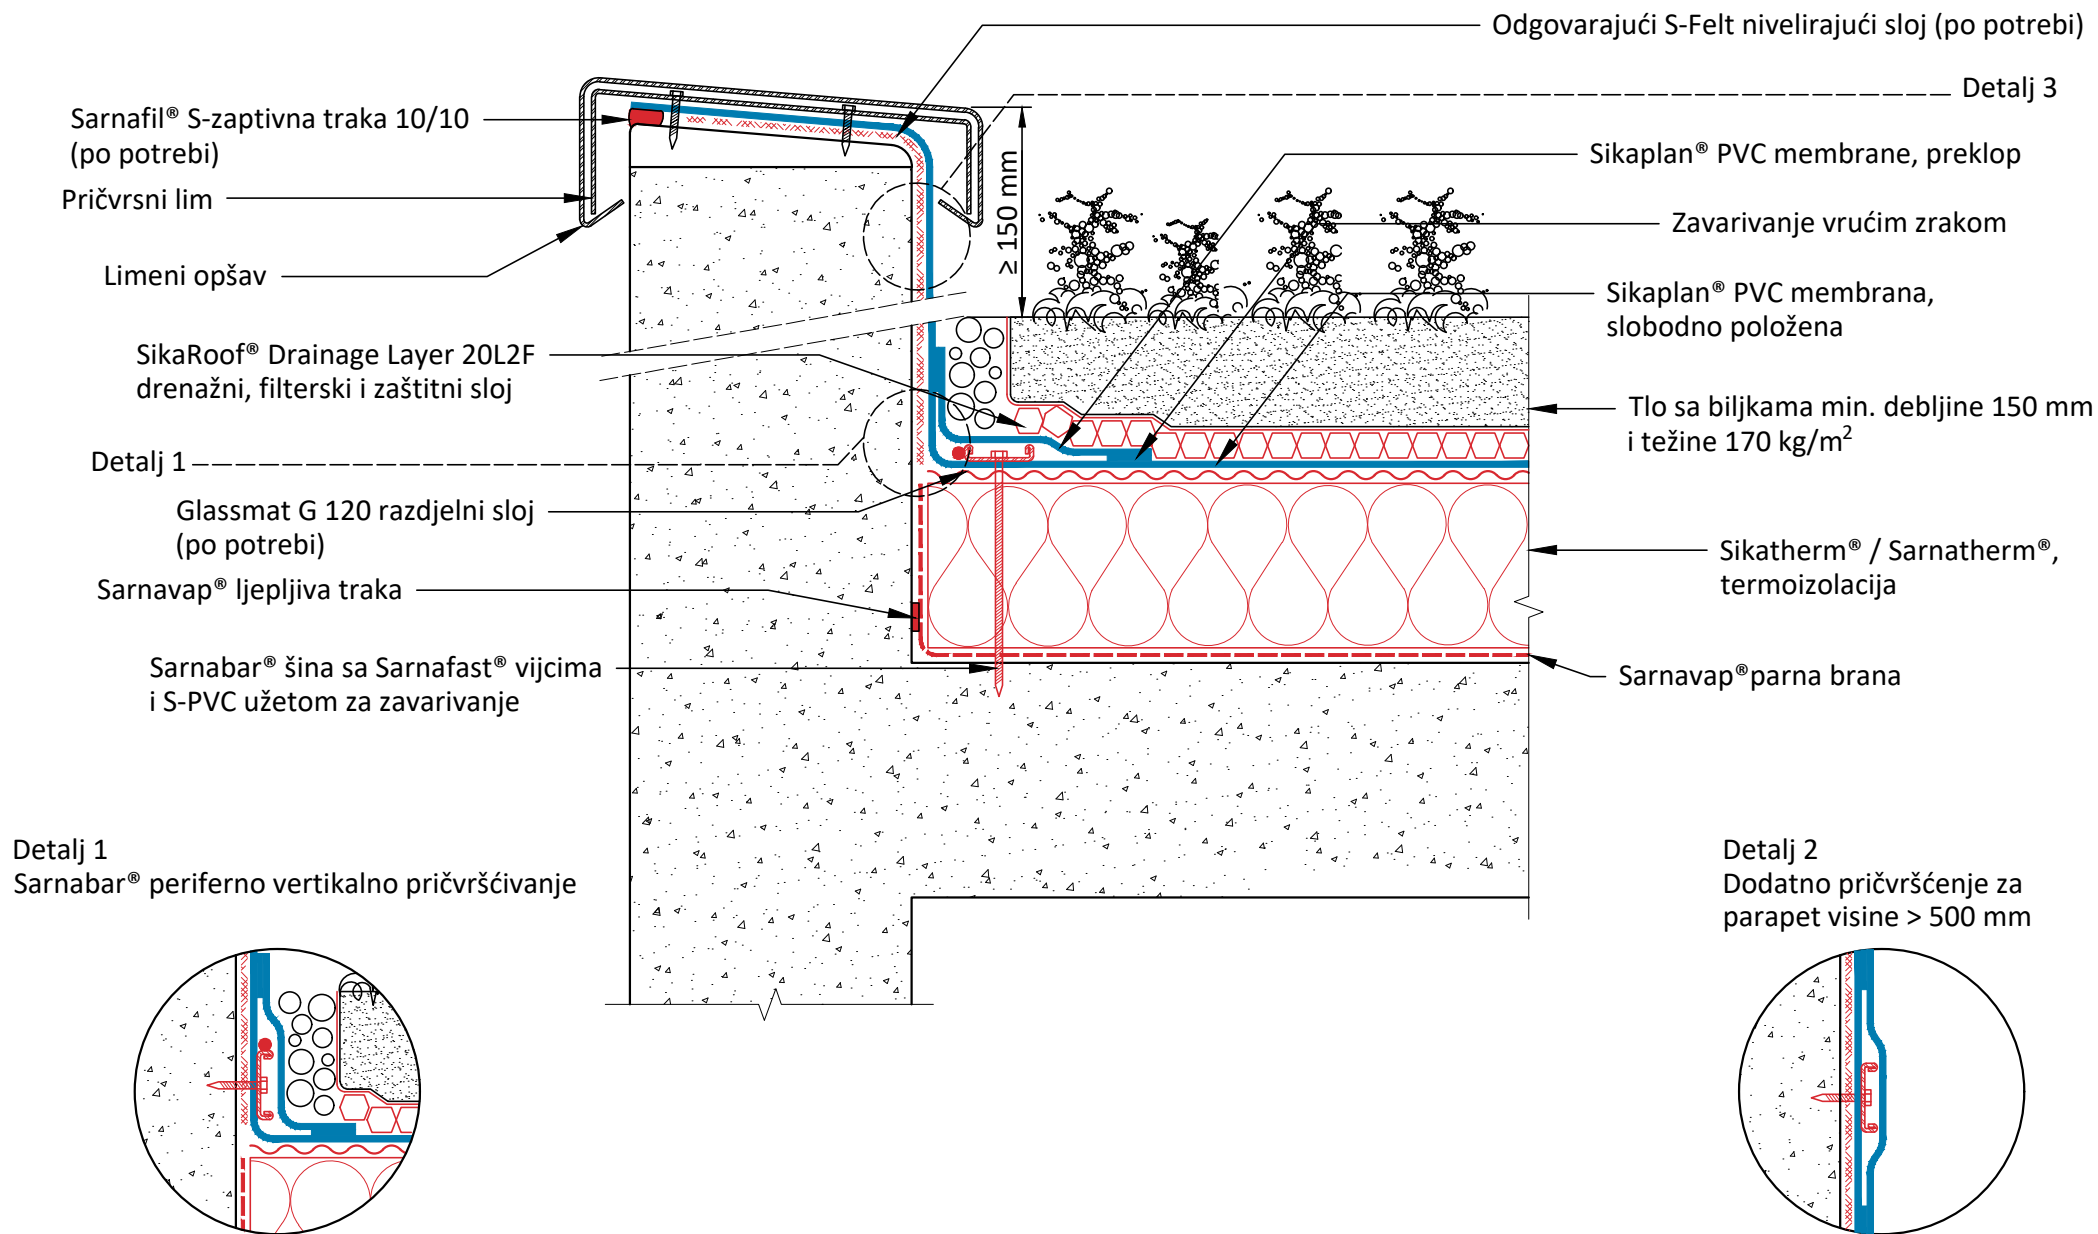 Odgovarajući S-Felt nivelirajući sloj (po potrebi)
Detalj 3
Sarnafil® S-zaptivna traka 10/10
(po potrebi)
Sikaplan® PVC membrane, preklop
Pričvrsni lim
Zavarivanje vrućim zrakom
≥ 150 mm
Limeni opšav
Sikaplan® PVC membrana,
slobodno položena
SikaRoof® Drainage Layer 20L2F
drenažni, filterski i zaštitni sloj
Tlo sa biljkama min. debljine 150 mm
i težine 170 kg/m²
Detalj 1
Glassmat G 120 razdjelni sloj
(po potrebi)
Sikatherm® / Sarnatherm®,
termoizolacija
Sarnavap® ljepljiva traka
Sarnabar® šina sa Sarnafast® vijcima
i S-PVC užetom za zavarivanje
Sarnavap®parna brana
Detalj 1
Sarnabar® periferno vertikalno pričvršćivanje
Detalj 2
Dodatno pričvršćenje za
parapet visine > 500 mm